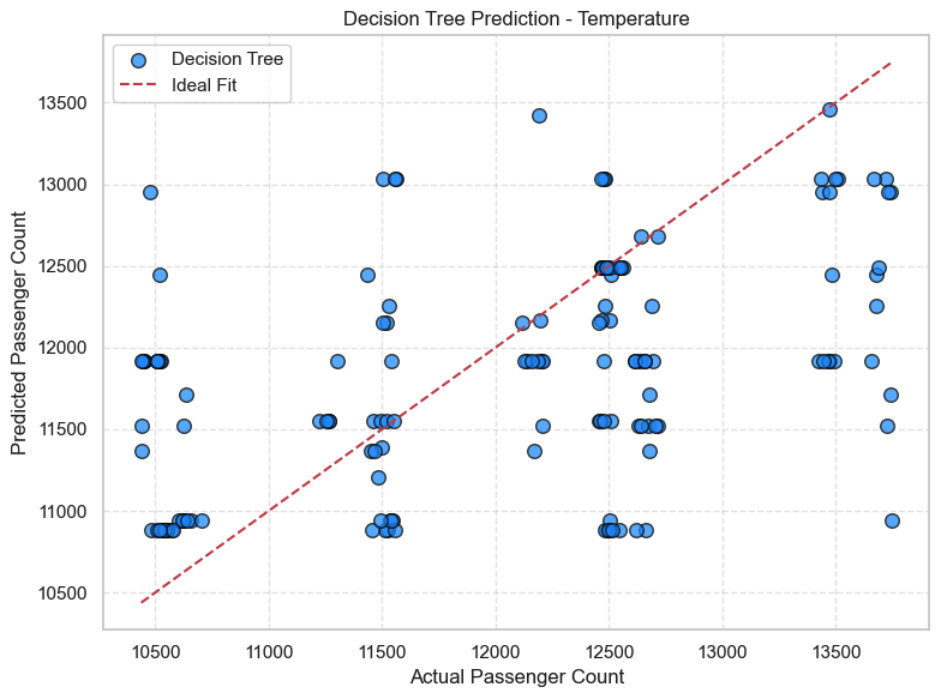 Decision Tree Prediction - Temperature
Decision Tree
Ideal Fit
Predicted Passenger Count
13500
13000
12500
12000
11500
11000
10500
10500
11000
11500
12000
12500
13000
13500
Actual Passenger Count